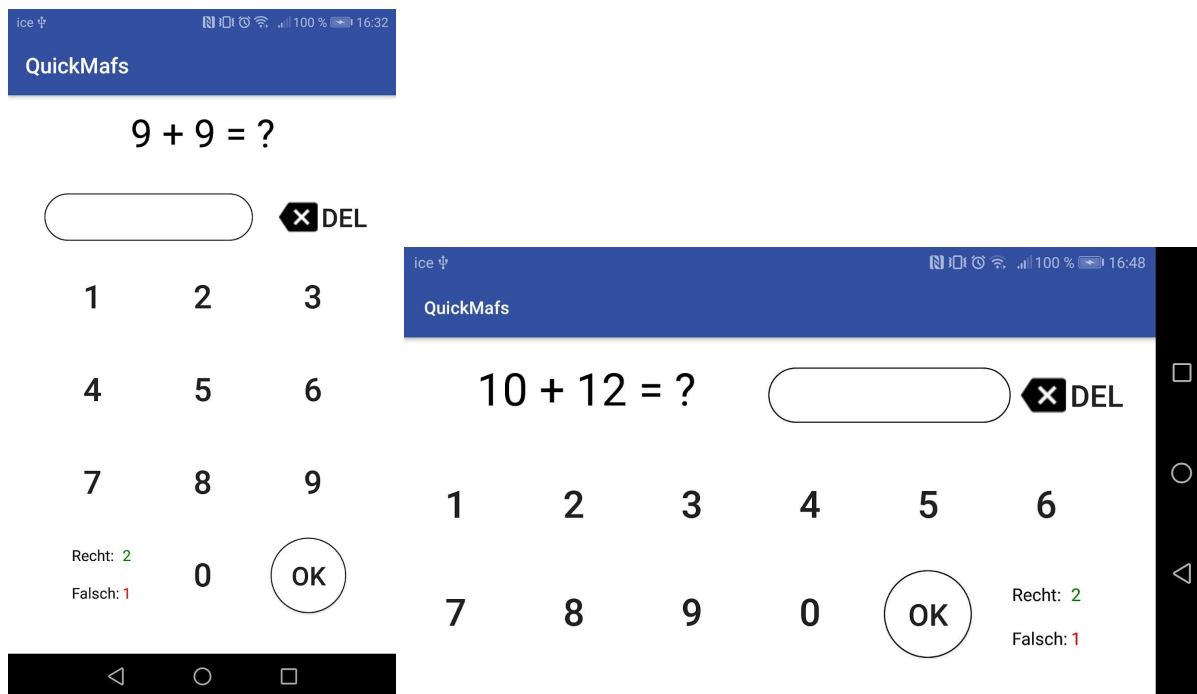 ice 100 % 16:32
QuickMafs
9 + 9 = ?
DEL
1 2 3
4 5 6
7 8 9
Recht: 2
Falsch: 1
0 OK
ice 100 % 16:48
QuickMafs
10 + 12 = ? DEL
1 2 3 4 5 6
7 8 9 0 OK
Recht: 2
Falsch: 1